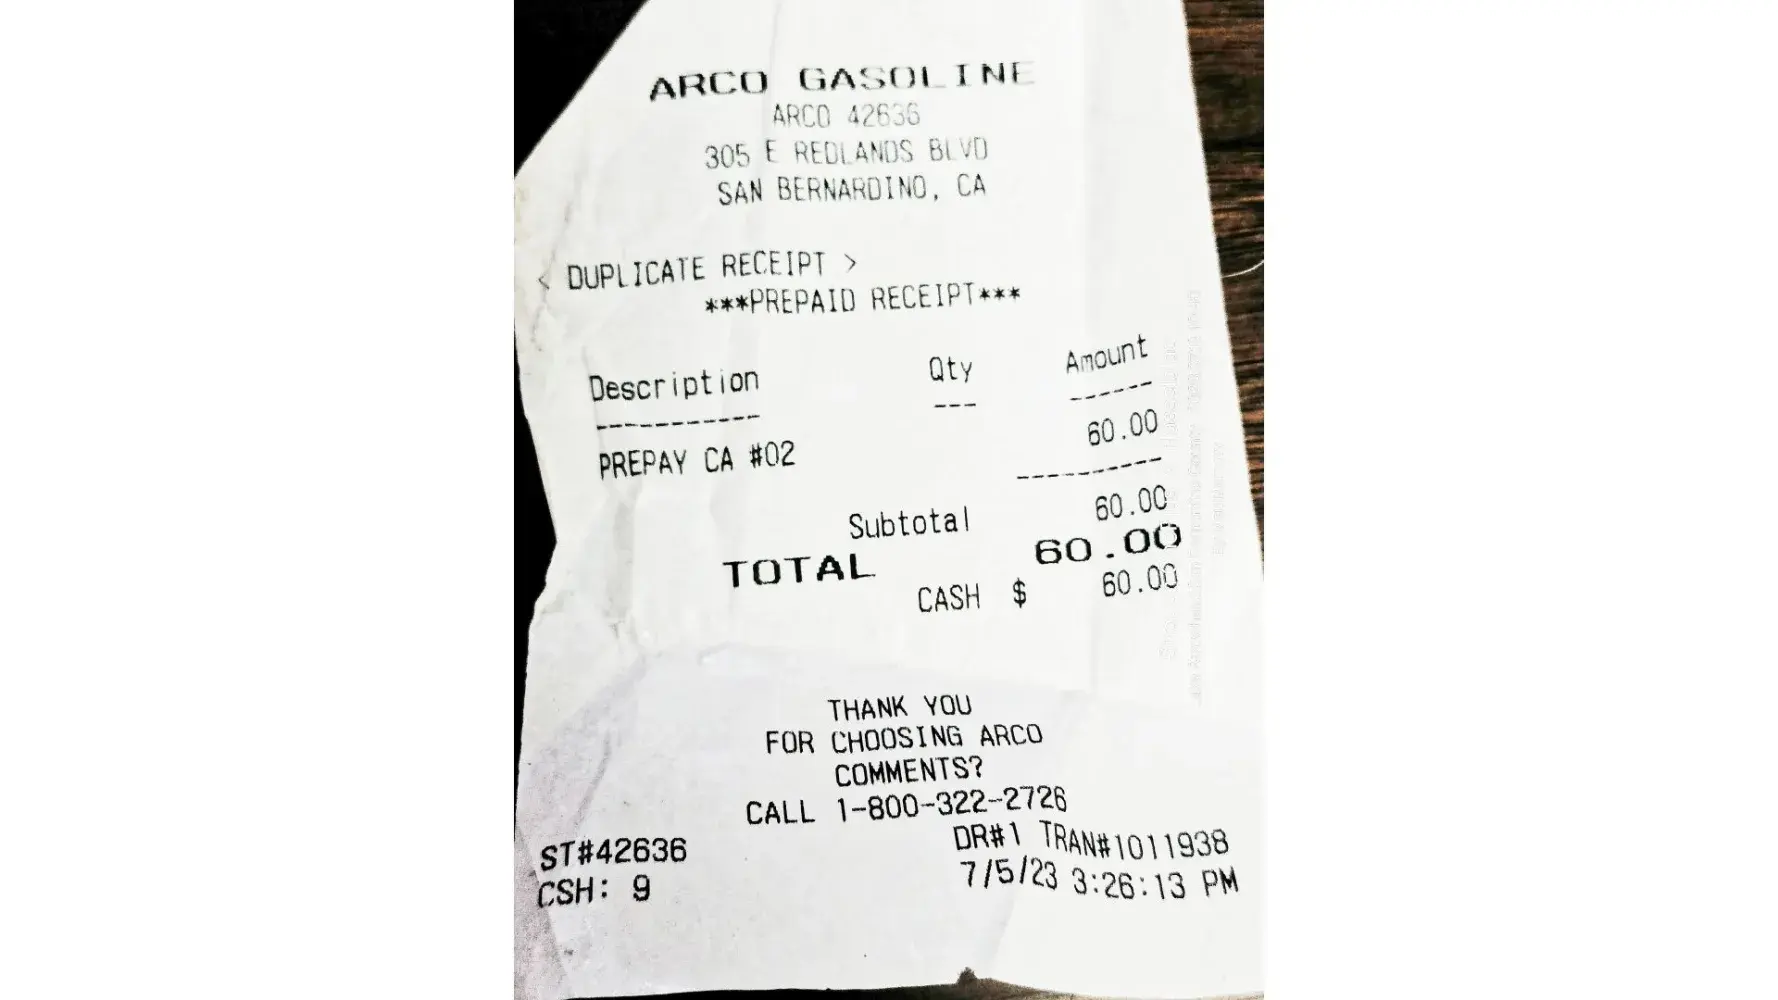 ARCO GASOLINE
ARCO 42636
305 E REDLANDS BLVD
SAN BERNARDINO, CA
< DUPLICATE RECEIPT >
***PREPAID RECEIPT***
Description Qty Amount
----------- --- ------
PREPAY CA #02 60.00
----------
Subtotal 60.00
TOTAL 60.00
CASH $ 60.00
THANK YOU
FOR CHOOSING ARCO
COMMENTS?
CALL 1-800-322-2726
ST#42636 DR#1 TRAN#1011938
CSH: 9 7/5/23 3:26:13 PM